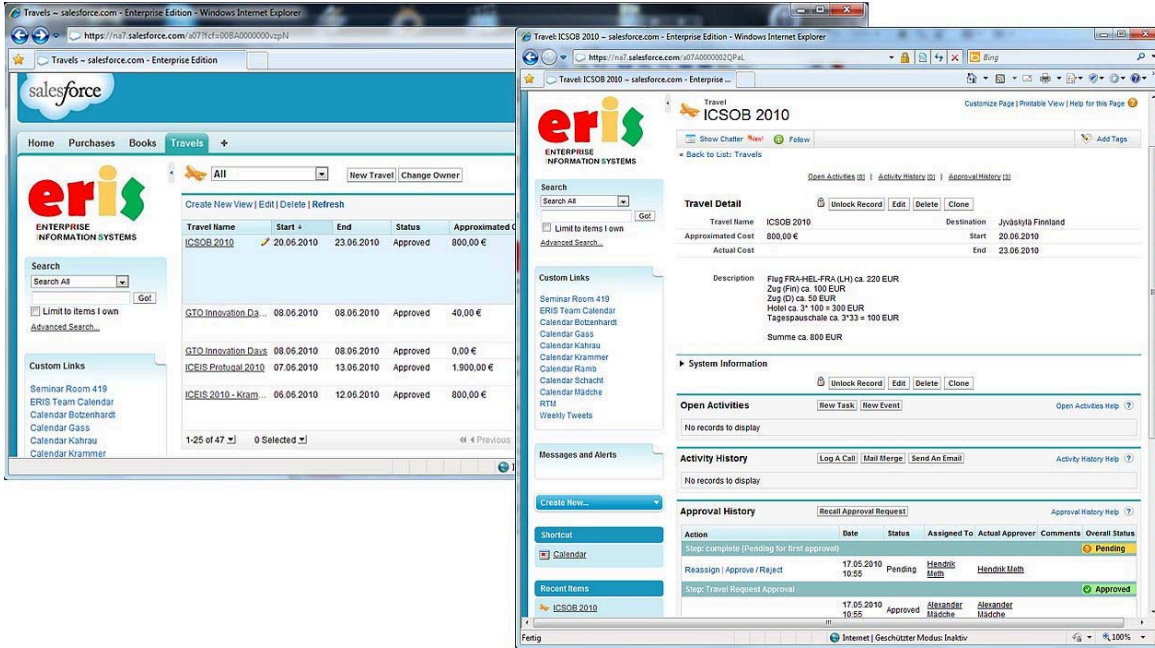 Travels ~ salesforce.com - Enterprise Edition - Windows Internet Explorer
https://na7.salesforce.com/a07?fcf=00BA0000000vzpN
Travels ~ salesforce.com - Enterprise Edition
salesforce
Home Purchases Books Travels +
eris
ENTERPRISE
INFORMATION SYSTEMS
Search
Search All
Go!
Limit to items I own
Advanced Search...
Custom Links
Seminar Room 419
ERIS Team Calendar
Calendar Botzenhardt
Calendar Gass
Calendar Kahrau
Calendar Krammer
All New Travel Change Owner
Create New View | Edit | Delete | Refresh
Travel Name Start End Status Approximated C
ICSOB 2010 20.06.2010 23.06.2010 Approved 800,00 €
GTO Innovation Da... 08.06.2010 08.06.2010 Approved 40,00 €
GTO Innovation Days 08.06.2010 08.06.2010 Approved 0,00 €
ICEIS Protugal 2010 07.06.2010 13.06.2010 Approved 1.900,00 €
ICEIS 2010 - Kram... 06.06.2010 12.06.2010 Approved 800,00 €
1-25 of 47 0 Selected Previous
Travel: ICSOB 2010 ~ salesforce.com - Enterprise Edition - Windows Internet Explorer
https://na7.salesforce.com/a07A0000002QPaL
Bing
Travel: ICSOB 2010 ~ salesforce.com - Enterprise ...
eris
ENTERPRISE
INFORMATION SYSTEMS
Search
Search All
Go!
Limit to items I own
Advanced Search...
Custom Links
Seminar Room 419
ERIS Team Calendar
Calendar Botzenhardt
Calendar Gass
Calendar Kahrau
Calendar Krammer
Calendar Ramb
Calendar Schacht
Calendar Mädche
RTM
Weekly Tweets
Messages and Alerts
Create New...
Shortcut
Calendar
Recent Items
ICSOB 2010
Travel
ICSOB 2010
Customize Page | Printable View | Help for this Page
Show Chatter New! Follow Add Tags
« Back to List: Travels
Open Activities [0] | Activity History [0] | Approval History [3]
Travel Detail Unlock Record Edit Delete Clone
Travel Name ICSOB 2010 Destination Jyväskylä Finnland
Approximated Cost 800,00 € Start 20.06.2010
Actual Cost End 23.06.2010
Description Flug FRA-HEL-FRA (LH) ca. 220 EUR
Zug (Fin) ca. 100 EUR
Zug (D) ca. 50 EUR
Hotel ca. 3* 100 = 300 EUR
Tagespauschale ca. 3*33 = 100 EUR
Summe ca. 800 EUR
System Information
Unlock Record Edit Delete Clone
Open Activities New Task New Event Open Activities Help ?
No records to display
Activity History Log A Call Mail Merge Send An Email Activity History Help ?
No records to display
Approval History Recall Approval Request Approval History Help ?
Action Date Status Assigned To Actual Approver Comments Overall Status
Step: complete (Pending for first approval) Pending
Reassign | Approve / Reject 17.05.2010 10:55 Pending Hendrik Meth Hendrik Meth
Step: Travel Request Approval Approved
17.05.2010 10:55 Approved Alexander Mädche Alexander Mädche
Fertig Internet | Geschützter Modus: Inaktiv 100%